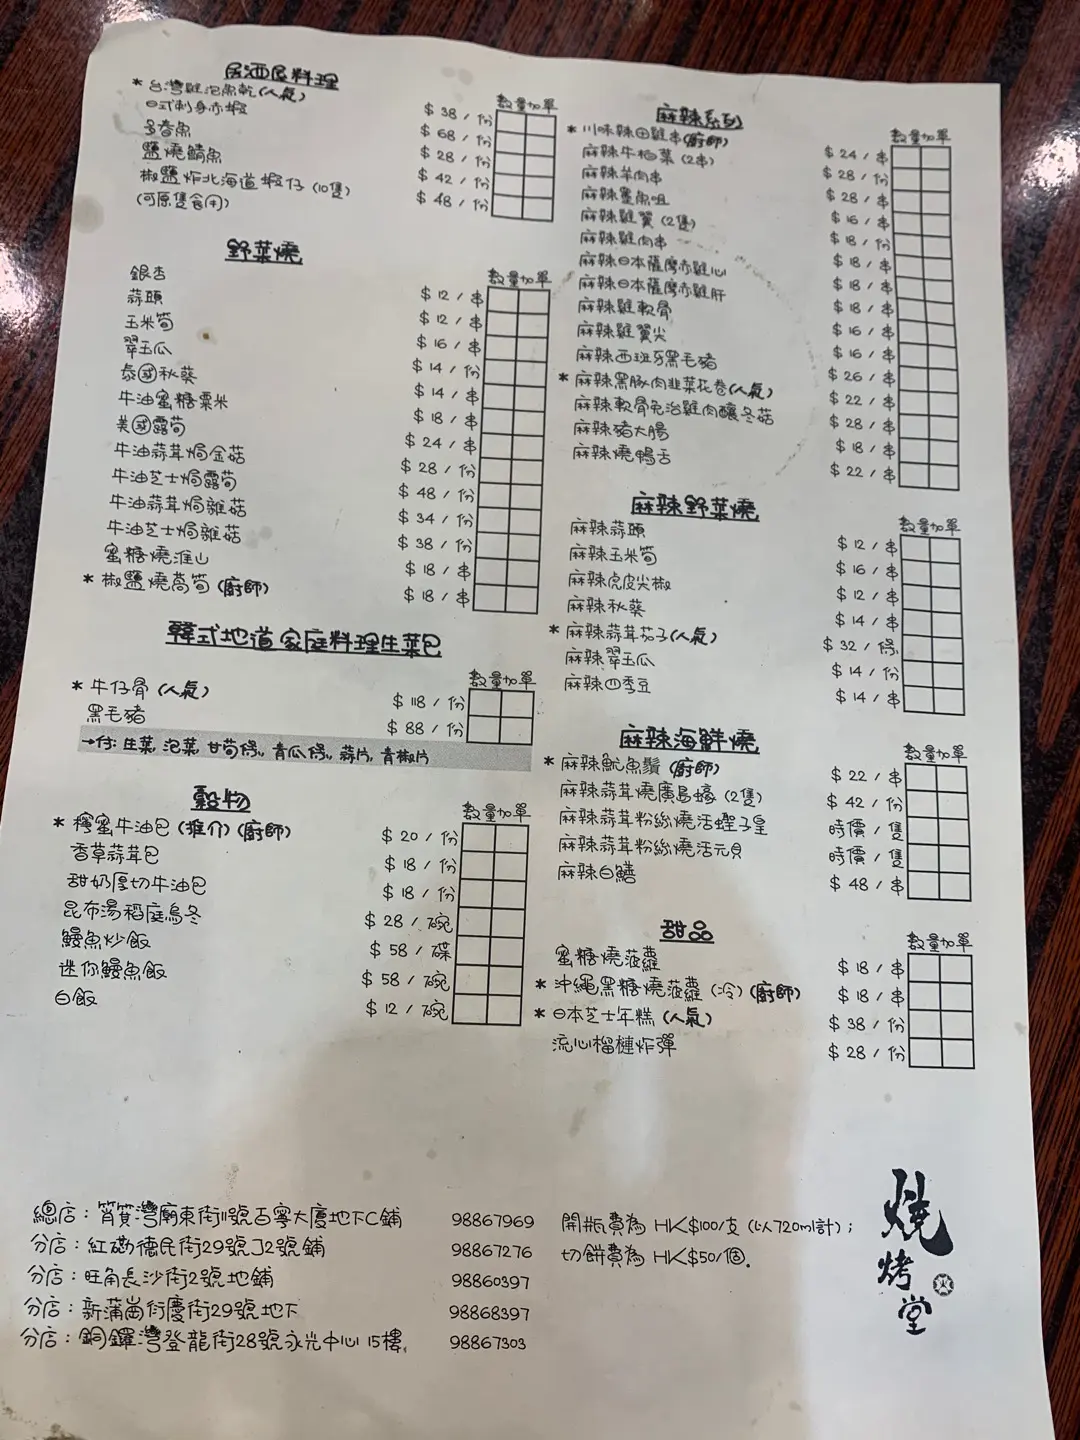 居酒屋料理
數量 加單
* 台灣雞泡魚乾 (人氣) $ 38 / 份
日式刺身赤蝦 $ 68 / 份
多春魚 $ 28 / 份
鹽燒鯖魚 $ 42 / 份
椒鹽炸北海道蝦仔 (10隻) $ 48 / 份
(可原隻食用)
野菜燒
數量 加單
銀杏 $ 12 / 串
蒜頭 $ 12 / 串
玉米筍 $ 16 / 串
翠玉瓜 $ 14 / 份
泰國秋葵 $ 14 / 串
牛油蜜糖粟米 $ 18 / 串
美國露筍 $ 24 / 串
牛油蒜茸焗金菇 $ 28 / 份
牛油芝士焗露筍 $ 48 / 份
牛油蒜茸焗雜菇 $ 34 / 份
牛油芝士焗雜菇 $ 38 / 份
蜜糖燒淮山 $ 18 / 串
* 椒鹽燒萵筍 (廚師) $ 18 / 串
韓式地道家庭料理生菜包
數量 加單
* 牛仔骨 (人氣) $ 118 / 份
黑毛豬 $ 88 / 份
→付: 生菜, 泡菜, 甘筍條, 青瓜條, 蒜片, 青椒片
穀物
數量 加單
* 檸蜜牛油包 (推介) (廚師) $ 20 / 份
香草蒜茸包 $ 18 / 份
甜奶厚切牛油包 $ 18 / 份
昆布湯稻庭烏冬 $ 28 / 碗
鰻魚炒飯 $ 58 / 碟
迷你鰻魚飯 $ 58 / 碗
白飯 $ 12 / 碗
麻辣系列
數量 加單
* 川味辣田雞串 (廚師) $ 24 / 串
麻辣牛柏葉 (2串) $ 28 / 份
麻辣羊肉串 $ 28 / 串
麻辣墨魚咀 $ 16 / 串
麻辣雞翼 (2隻) $ 18 / 份
麻辣雞肉串 $ 18 / 串
麻辣日本薩摩赤雞心 $ 18 / 串
麻辣日本薩摩赤雞肝 $ 18 / 串
麻辣雞軟骨 $ 16 / 串
麻辣雞翼尖 $ 16 / 串
麻辣西班牙黑毛豬 $ 26 / 串
* 麻辣黑豚肉韭菜花卷 (人氣) $ 22 / 串
麻辣軟骨免治雞肉釀冬菇 $ 28 / 串
麻辣豬大腸 $ 18 / 串
麻辣燒鴨舌 $ 22 / 串
麻辣野菜燒
數量 加單
麻辣蒜頭 $ 12 / 串
麻辣玉米筍 $ 16 / 串
麻辣虎皮尖椒 $ 12 / 串
麻辣秋葵 $ 14 / 串
* 麻辣蒜茸茄子 (人氣) $ 32 / 條
麻辣翠玉瓜 $ 14 / 份
麻辣四季豆 $ 14 / 串
麻辣海鮮燒
數量 加單
* 麻辣魷魚鬚 (廚師) $ 22 / 串
麻辣蒜茸燒廣島蠔 (2隻) $ 42 / 份
麻辣蒜茸粉絲燒活蟶子皇 時價 / 隻
麻辣蒜茸粉絲燒活元貝 時價 / 隻
麻辣白鱔 $ 48 / 串
甜品
數量 加單
蜜糖燒菠蘿 $ 18 / 串
* 沖繩黑糖燒菠蘿 (冷) (廚師) $ 18 / 串
* 日本芝士年糕 (人氣) $ 38 / 份
流心榴槤炸彈 $ 28 / 份
總店：筲箕灣廟東街11號百寧大廈地下C鋪 98867969
分店：紅磡德民街29號J2號鋪 98867276
分店：旺角長沙街2號地鋪 98860397
分店：新蒲崗衍慶街29號地下 98868397
分店：銅鑼灣登龍街28號永光中心15樓, 98867303
開瓶費為 HK$100/支 (以720ml計)；
切餅費為 HK$50/個。
燒烤堂